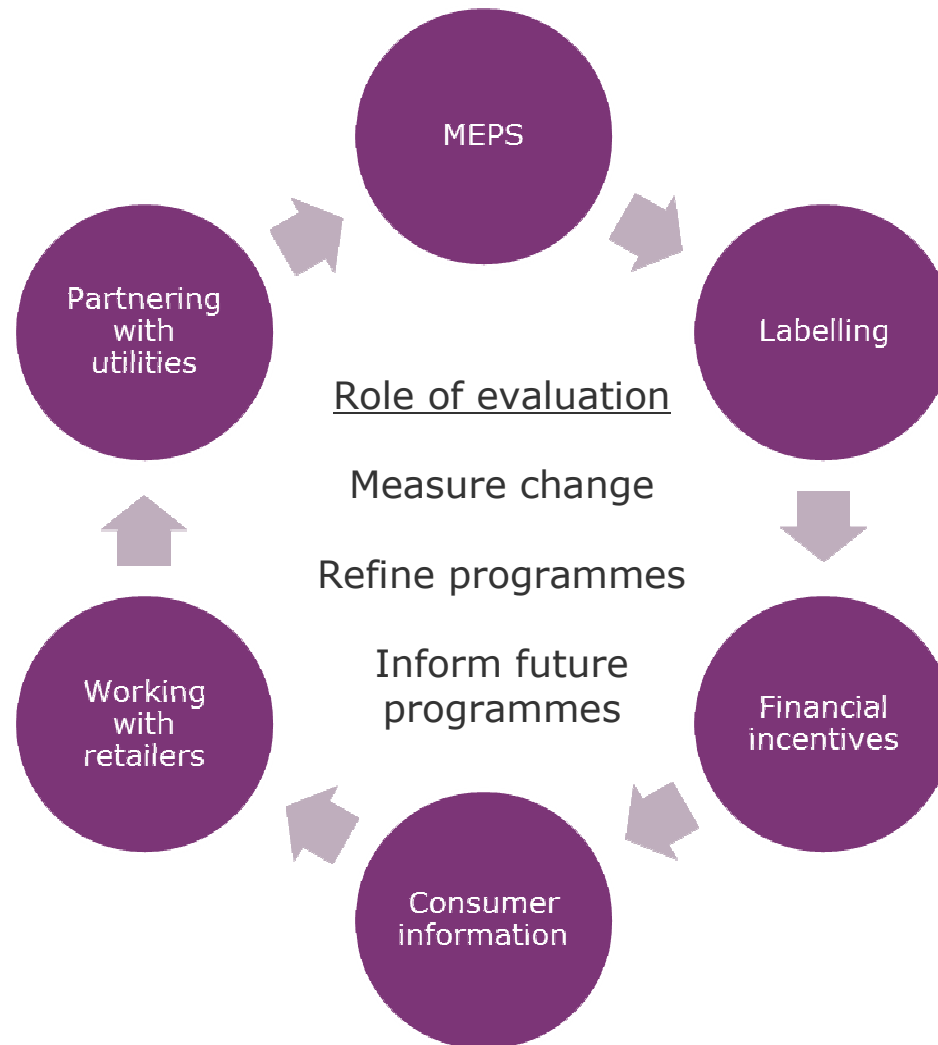 MEPS
Labelling
Financial
incentives
Consumer
information
Working
with
retailers
Partnering
with
utilities
Role of evaluation
Measure change
Refine programmes
Inform future
programmes